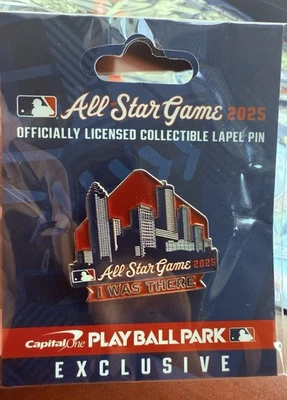 All Star Game 2025
OFFICIALLY LICENSED COLLECTIBLE LAPEL PIN
All Star Game 2025
I WAS THERE
Capital One PLAY BALL PARK
EXCLUSIVE